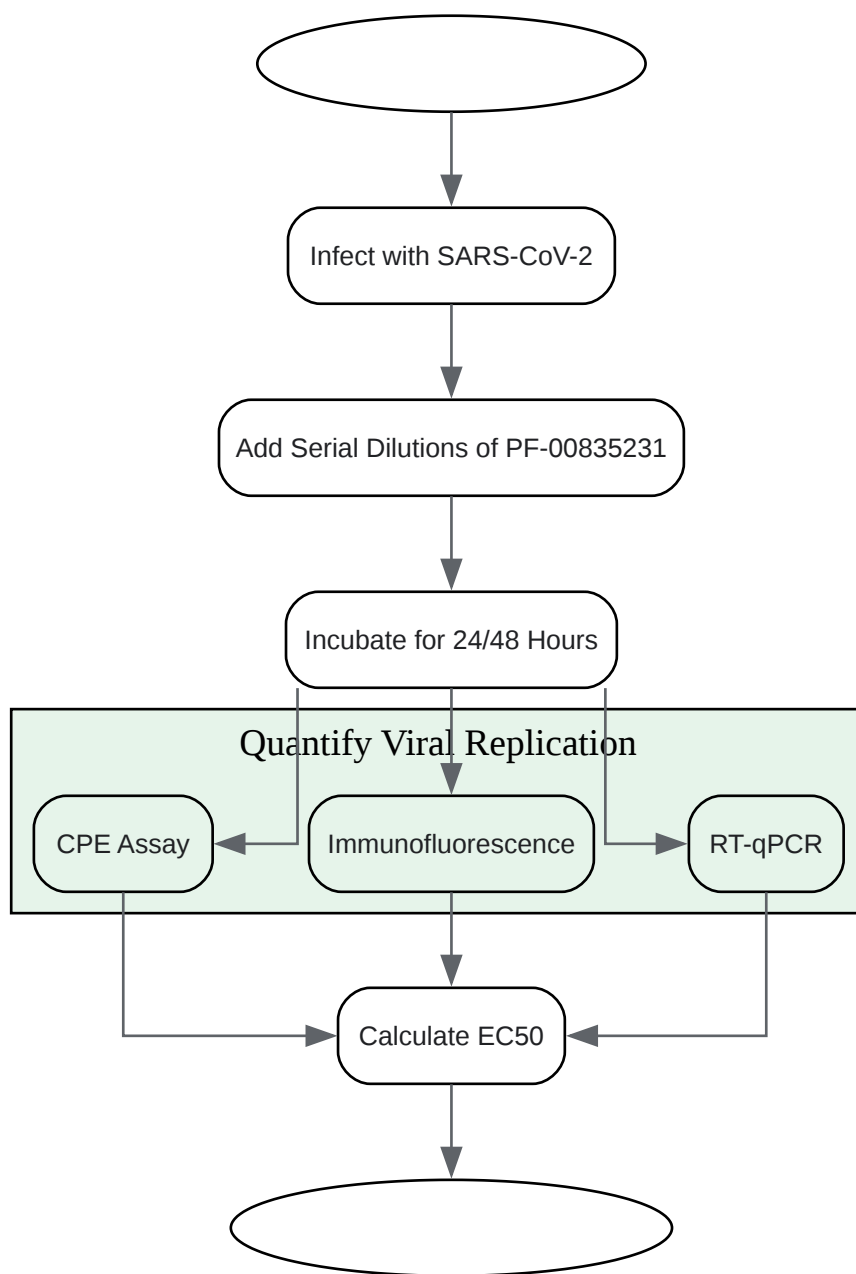 Infect with SARS-CoV-2
Add Serial Dilutions of PF-00835231
Incubate for 24/48 Hours
Quantify Viral Replication
CPE Assay
Immunofluorescence
RT-qPCR
Calculate EC50